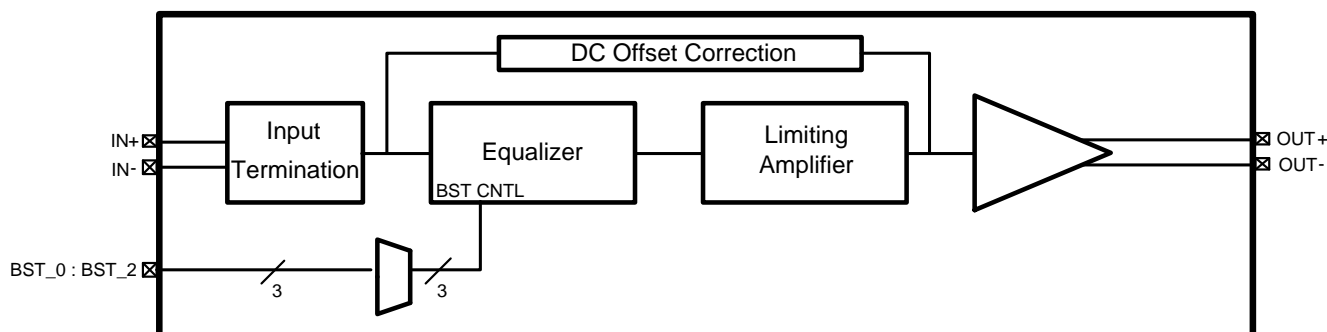 DC Offset Correction
IN+
IN-
Input
Termination
Equalizer
BST CNTL
Limiting
Amplifier
OUT+
OUT-
BST_0 : BST_2
3
3